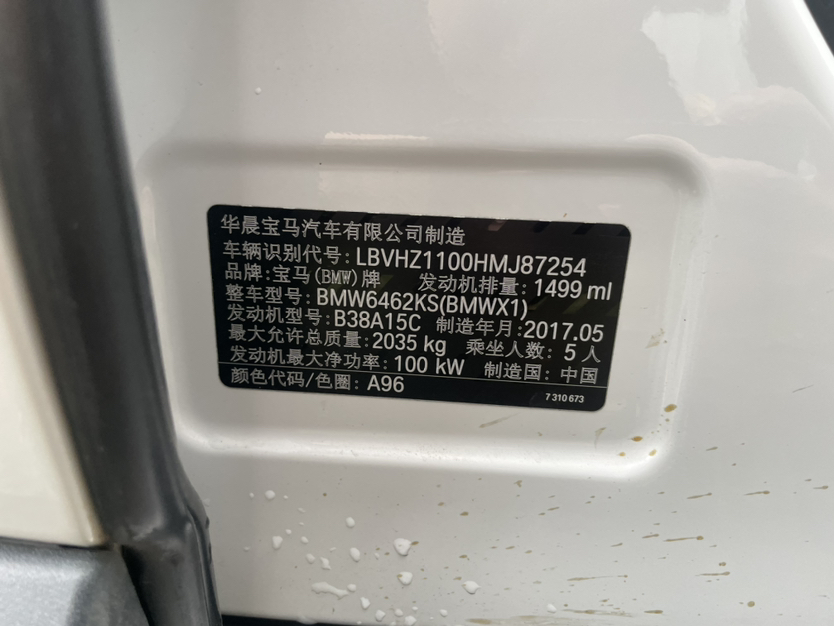 华晨宝马汽车有限公司制造
车辆识别代号: LBVHZ1100HMJ87254
品牌: 宝马(BMW)牌 发动机排量: 1499 ml
整车型号: BMW6462KS(BMWX1)
发动机型号: B38A15C 制造年月: 2017.05
最大允许总质量: 2035 kg 乘坐人数: 5 人
发动机最大净功率: 100 kW 制造国: 中国
颜色代码/色圈: A96 7 310 673